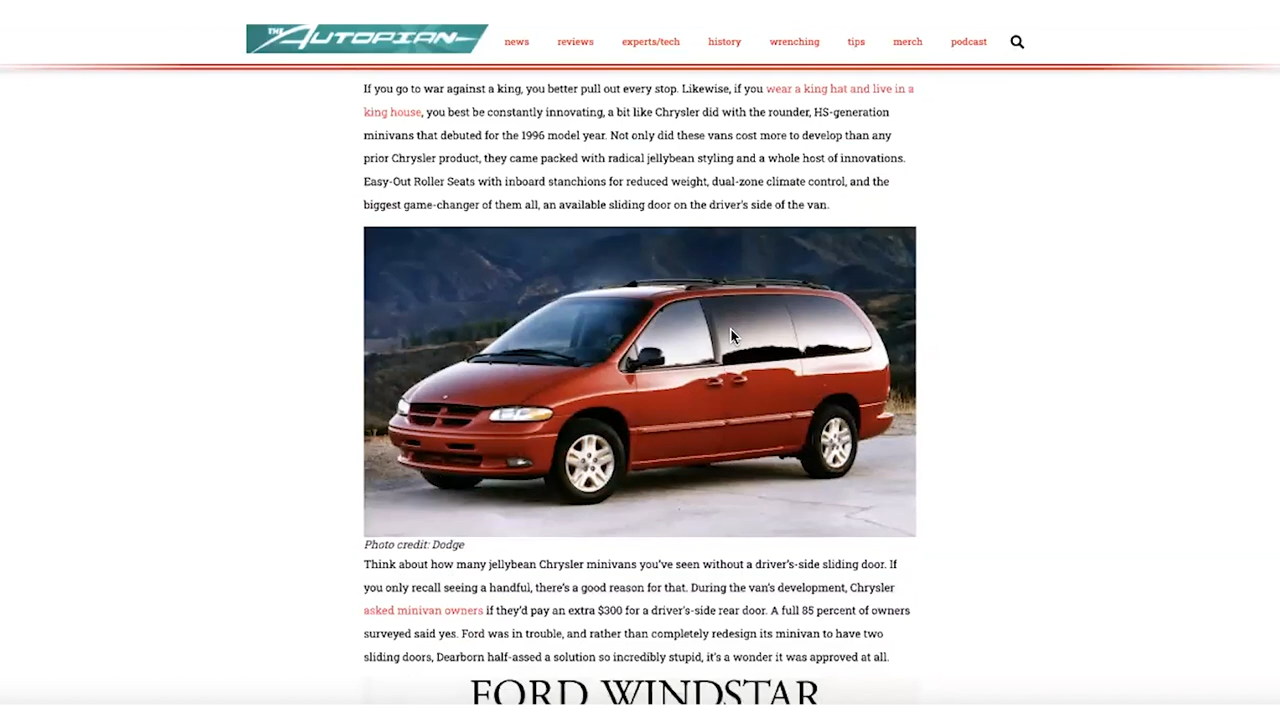 THE AUTOPIAN
news reviews experts/tech history wrenching tips merch podcast
If you go to war against a king, you better pull out every stop. Likewise, if you wear a king hat and live in a
king house, you best be constantly innovating, a bit like Chrysler did with the rounder, HS-generation
minivans that debuted for the 1996 model year. Not only did these vans cost more to develop than any
prior Chrysler product, they came packed with radical jellybean styling and a whole host of innovations.
Easy-Out Roller Seats with inboard stanchions for reduced weight, dual-zone climate control, and the
biggest game-changer of them all, an available sliding door on the driver's side of the van.
Photo credit: Dodge
Think about how many jellybean Chrysler minivans you've seen without a driver's-side sliding door. If
you only recall seeing a handful, there's a good reason for that. During the van's development, Chrysler
asked minivan owners if they'd pay an extra $300 for a driver's-side rear door. A full 85 percent of owners
surveyed said yes. Ford was in trouble, and rather than completely redesign its minivan to have two
sliding doors, Dearborn half-assed a solution so incredibly stupid, it's a wonder it was approved at all.
FORD WINDSTAR